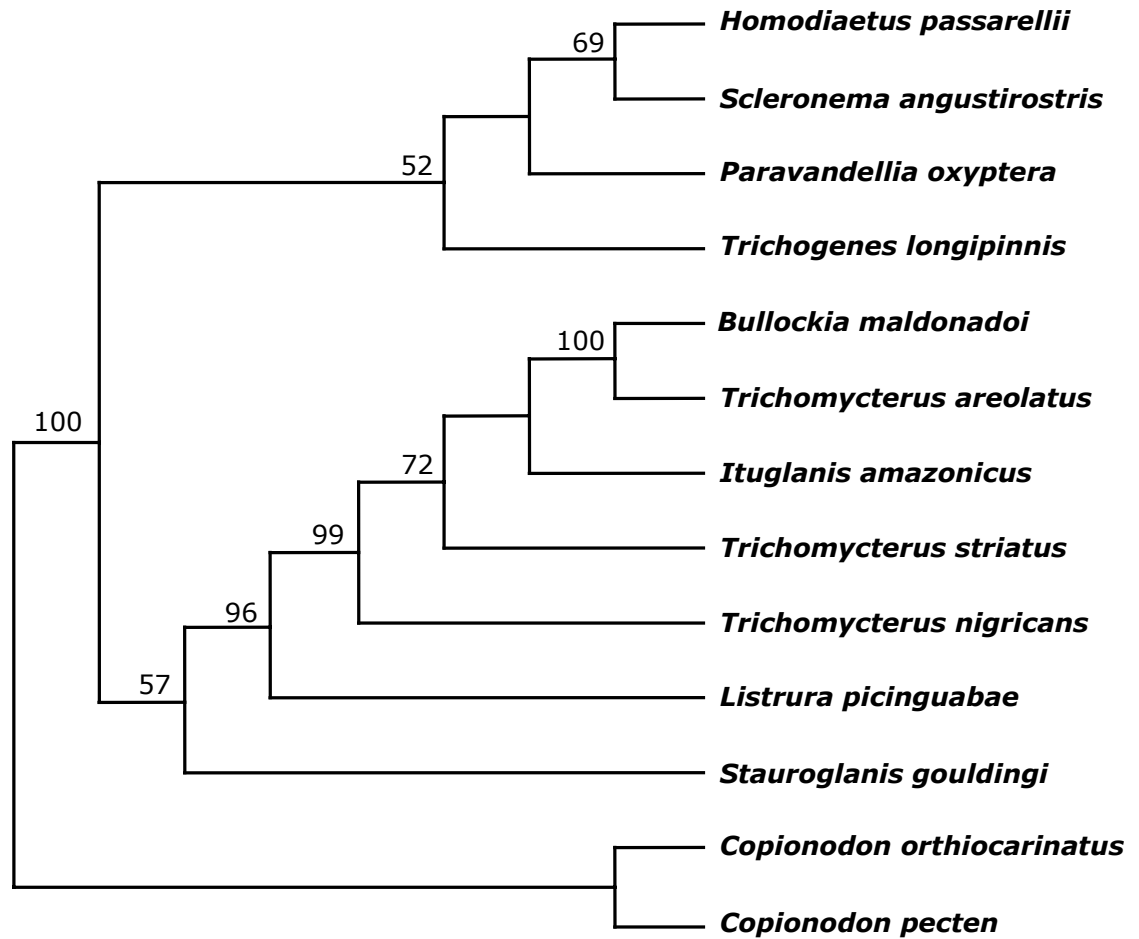 Homodiaetus passarellii
69
Scleronema angustirostris
52
Paravandellia oxyptera
Trichogenes longipinnis
Bullockia maldonadoi
100
Trichomycterus areolatus
100
72
Ituglanis amazonicus
99
Trichomycterus striatus
96
Trichomycterus nigricans
57
Listrura picinguabae
Stauroglanis gouldingi
Copionodon orthiocarinatus
Copionodon pecten